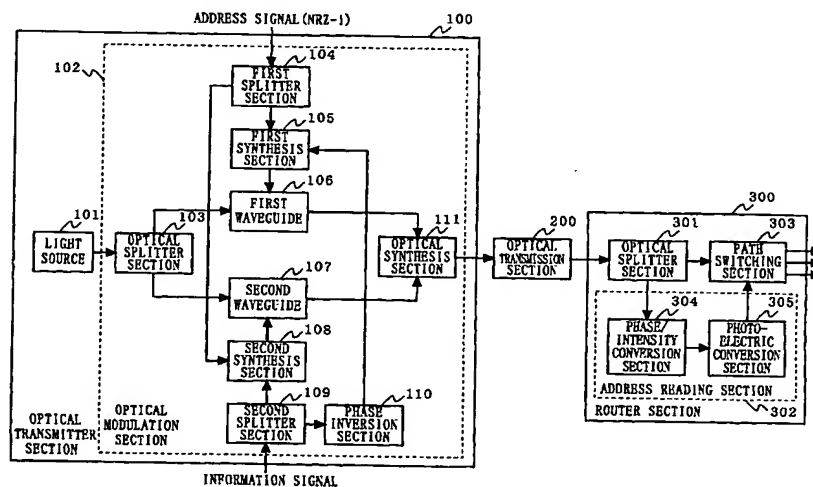 ADDRESS SIGNAL (NRZ-1)
100
102
104
FIRST
SPLITTER
SECTION
105
FIRST
SYNTHESIS
SECTION
106
FIRST
WAVEGUIDE
101
LIGHT
SOURCE
103
OPTICAL
SPLITTER
SECTION
111
OPTICAL
SYNTHESIS
SECTION
200
OPTICAL
TRANSMISSION
SECTION
300
301
OPTICAL
SPLITTER
SECTION
303
PATH
SWITCHING
SECTION
107
SECOND
WAVEGUIDE
108
SECOND
SYNTHESIS
SECTION
304
PHASE/
INTENSITY
CONVERSION
SECTION
305
PHOTO-
ELECTRIC
CONVERSION
SECTION
ADDRESS READING SECTION
302
ROUTER SECTION
109
SECOND
SPLITTER
SECTION
110
PHASE
INVERSION
SECTION
OPTICAL
TRANSMITTER
SECTION
OPTICAL
MODULATION
SECTION
INFORMATION SIGNAL